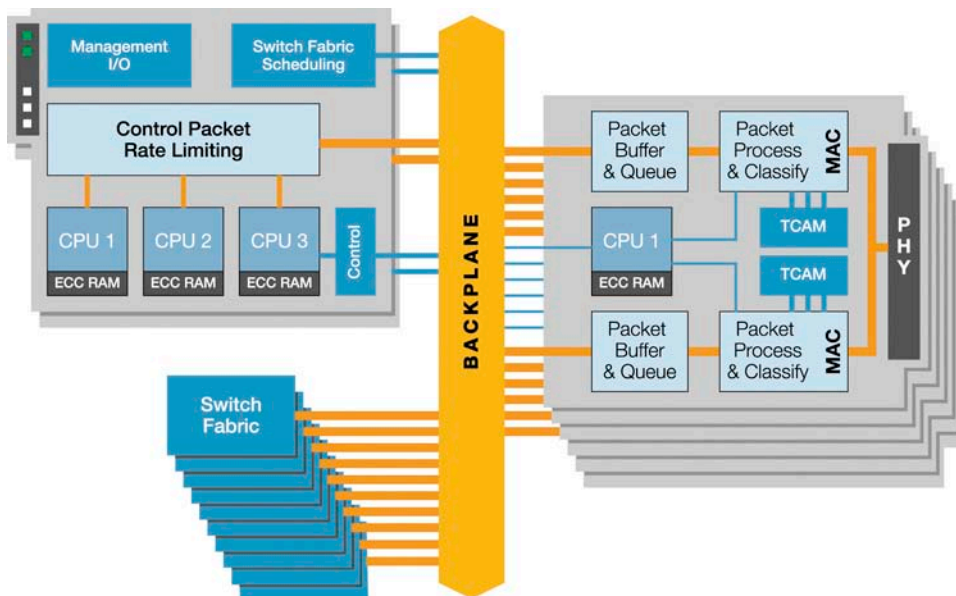 Management
I/O
Switch Fabric
Scheduling
Control Packet
Rate Limiting
CPU 1
ECC RAM
CPU 2
ECC RAM
CPU 3
ECC RAM
Control
Switch
Fabric
BACKPLANE
Packet
Buffer
& Queue
Packet
Process
& Classify
MAC
TCAM
CPU 1
ECC RAM
TCAM
Packet
Buffer
& Queue
Packet
Process
& Classify
MAC
PHY